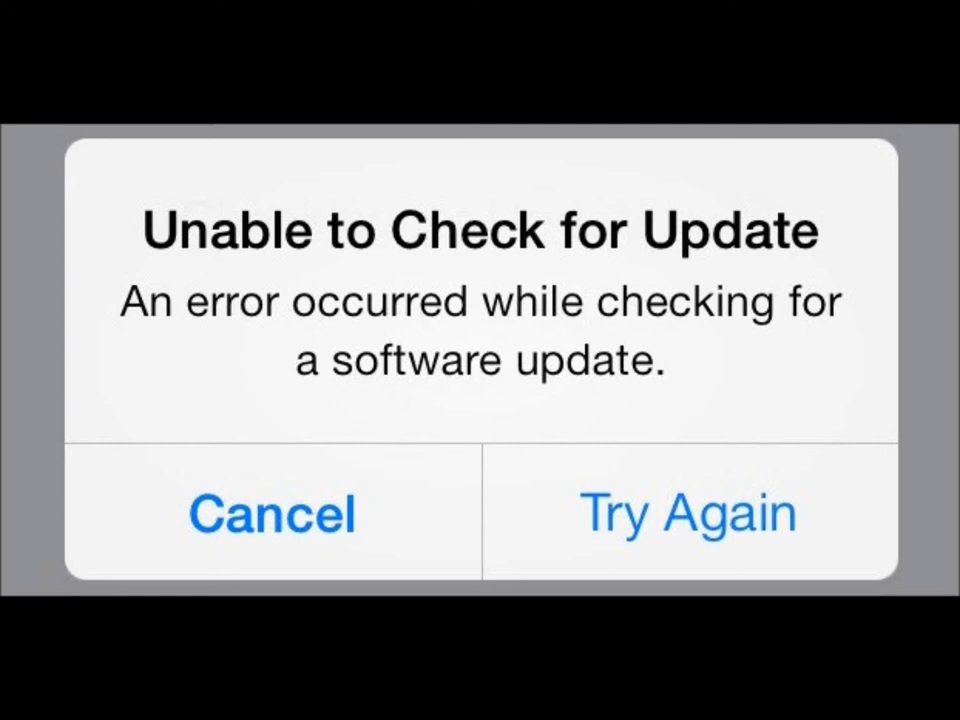 Unable to Check for Update
An error occurred while checking for
a software update.
Cancel
Try Again